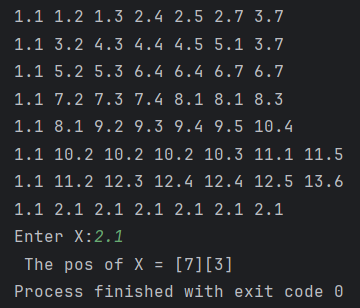 1.1 1.2 1.3 2.4 2.5 2.7 3.7
1.1 3.2 4.3 4.4 4.5 5.1 3.7
1.1 5.2 5.3 6.4 6.4 6.7 6.7
1.1 7.2 7.3 7.4 8.1 8.1 8.3
1.1 8.1 9.2 9.3 9.4 9.5 10.4
1.1 10.2 10.2 10.2 10.3 11.1 11.5
1.1 11.2 12.3 12.4 12.4 12.5 13.6
1.1 2.1 2.1 2.1 2.1 2.1 2.1
Enter X:2.1
The pos of X = [7][3]
Process finished with exit code 0